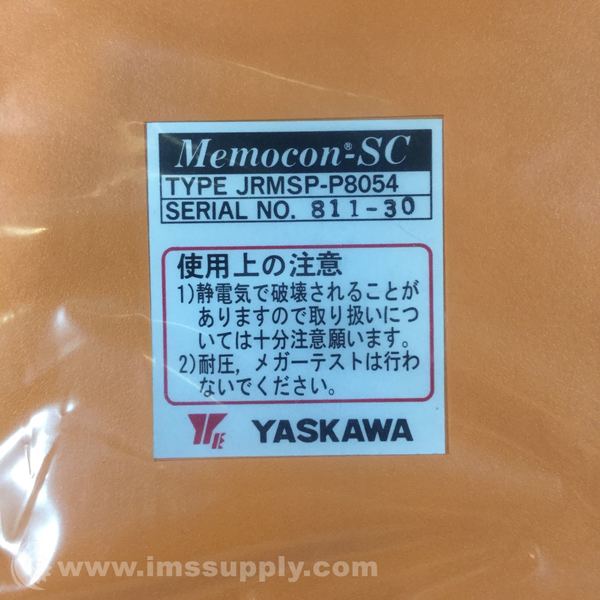 Memocon®-SC
TYPE JRMSP-P8054
SERIAL NO. 811-30
使用上の注意
1)静電気で破壊されることが
ありますので取り扱いにつ
いては十分注意願います。
2)耐圧，メガーテストは行わ
ないでください。
YE YASKAWA
www.imssupply.com